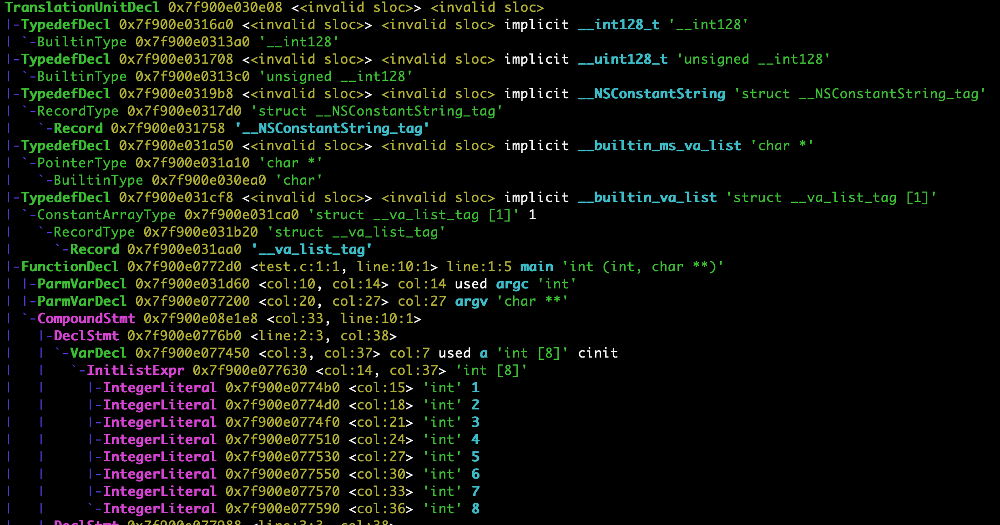 TranslationUnitDecl 0x7f900e030e08 <<invalid sloc>> <invalid sloc>
|-TypedefDecl 0x7f900e0316a0 <<invalid sloc>> <invalid sloc> implicit __int128_t '__int128'
| `-BuiltinType 0x7f900e0313a0 '__int128'
|-TypedefDecl 0x7f900e031708 <<invalid sloc>> <invalid sloc> implicit __uint128_t 'unsigned __int128'
| `-BuiltinType 0x7f900e0313c0 'unsigned __int128'
|-TypedefDecl 0x7f900e0319b8 <<invalid sloc>> <invalid sloc> implicit __NSConstantString 'struct __NSConstantString_tag'
| `-RecordType 0x7f900e0317d0 'struct __NSConstantString_tag'
|   `-Record 0x7f900e031758 '__NSConstantString_tag'
|-TypedefDecl 0x7f900e031a50 <<invalid sloc>> <invalid sloc> implicit __builtin_ms_va_list 'char *'
| `-PointerType 0x7f900e031a10 'char *'
|   `-BuiltinType 0x7f900e030ea0 'char'
|-TypedefDecl 0x7f900e031cf8 <<invalid sloc>> <invalid sloc> implicit __builtin_va_list 'struct __va_list_tag [1]'
| `-ConstantArrayType 0x7f900e031ca0 'struct __va_list_tag [1]' 1
|   `-RecordType 0x7f900e031b20 'struct __va_list_tag'
|     `-Record 0x7f900e031aa0 '__va_list_tag'
|-FunctionDecl 0x7f900e0772d0 <test.c:1:1, line:10:1> line:1:5 main 'int (int, char **)'
| |-ParmVarDecl 0x7f900e031d60 <col:10, col:14> col:14 used argc 'int'
| |-ParmVarDecl 0x7f900e077200 <col:20, col:27> col:27 argv 'char **'
| `-CompoundStmt 0x7f900e08e1e8 <col:33, line:10:1>
|   |-DeclStmt 0x7f900e0776b0 <line:2:3, col:38>
|   | `-VarDecl 0x7f900e077450 <col:3, col:37> col:7 used a 'int [8]' cinit
|   |   `-InitListExpr 0x7f900e077630 <col:14, col:37> 'int [8]'
|   |     |-IntegerLiteral 0x7f900e0774b0 <col:15> 'int' 1
|   |     |-IntegerLiteral 0x7f900e0774d0 <col:18> 'int' 2
|   |     |-IntegerLiteral 0x7f900e0774f0 <col:21> 'int' 3
|   |     |-IntegerLiteral 0x7f900e077510 <col:24> 'int' 4
|   |     |-IntegerLiteral 0x7f900e077530 <col:27> 'int' 5
|   |     |-IntegerLiteral 0x7f900e077550 <col:30> 'int' 6
|   |     |-IntegerLiteral 0x7f900e077570 <col:33> 'int' 7
|   |     `-IntegerLiteral 0x7f900e077590 <col:36> 'int' 8
|   |-DeclStmt 0x7f900e077988 <line:3:3, col:38>